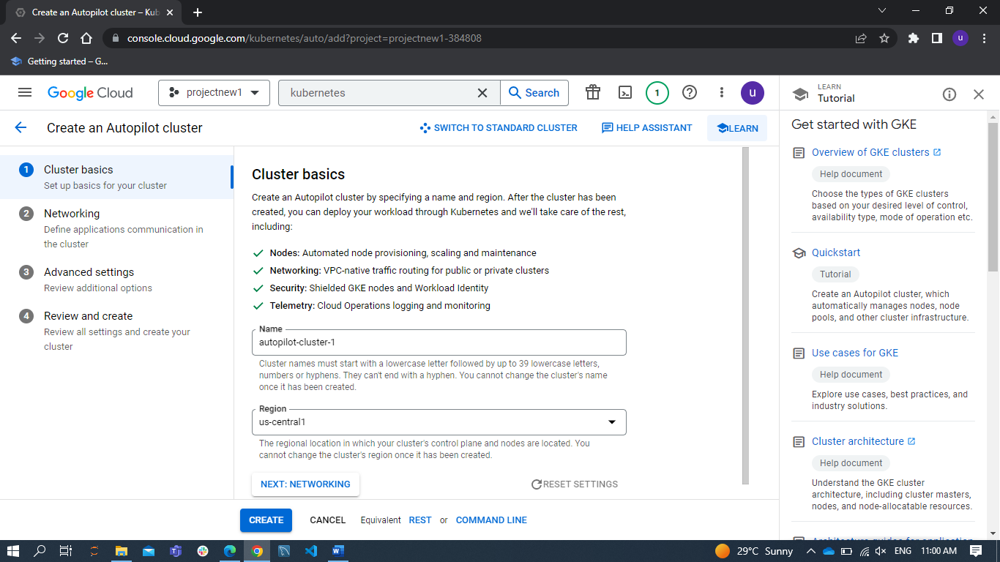 Create an Autopilot cluster – Kub
console.cloud.google.com/kubernetes/auto/add?project=projectnew1-384808
u
Getting started – G...
Google Cloud
projectnew1
kubernetes
Search
1
u
LEARN
Tutorial
Create an Autopilot cluster
SWITCH TO STANDARD CLUSTER
HELP ASSISTANT
LEARN
1
Cluster basics
Set up basics for your cluster
2
Networking
Define applications communication in
the cluster
3
Advanced settings
Review additional options
4
Review and create
Review all settings and create your
cluster
Cluster basics
Create an Autopilot cluster by specifying a name and region. After the cluster has been
created, you can deploy your workload through Kubernetes and we'll take care of the rest,
including:
Nodes: Automated node provisioning, scaling and maintenance
Networking: VPC-native traffic routing for public or private clusters
Security: Shielded GKE nodes and Workload Identity
Telemetry: Cloud Operations logging and monitoring
Name
autopilot-cluster-1
Cluster names must start with a lowercase letter followed by up to 39 lowercase letters,
numbers or hyphens. They can't end with a hyphen. You cannot change the cluster's name
once it has been created.
Region
us-central1
The regional location in which your cluster's control plane and nodes are located. You
cannot change the cluster's region once it has been created.
NEXT: NETWORKING
RESET SETTINGS
CREATE
CANCEL
Equivalent REST or COMMAND LINE
Get started with GKE
Overview of GKE clusters
Help document
Choose the types of GKE clusters
based on your desired level of control,
availability type, mode of operation etc.
Quickstart
Tutorial
Create an Autopilot cluster, which
automatically manages nodes, node
pools, and other cluster infrastructure.
Use cases for GKE
Help document
Explore use cases, best practices, and
industry solutions.
Cluster architecture
Help document
Understand the GKE cluster
architecture, including cluster masters,
nodes, and node-allocatable resources.
Architecture guides for application
29°C Sunny
ENG
11:00 AM